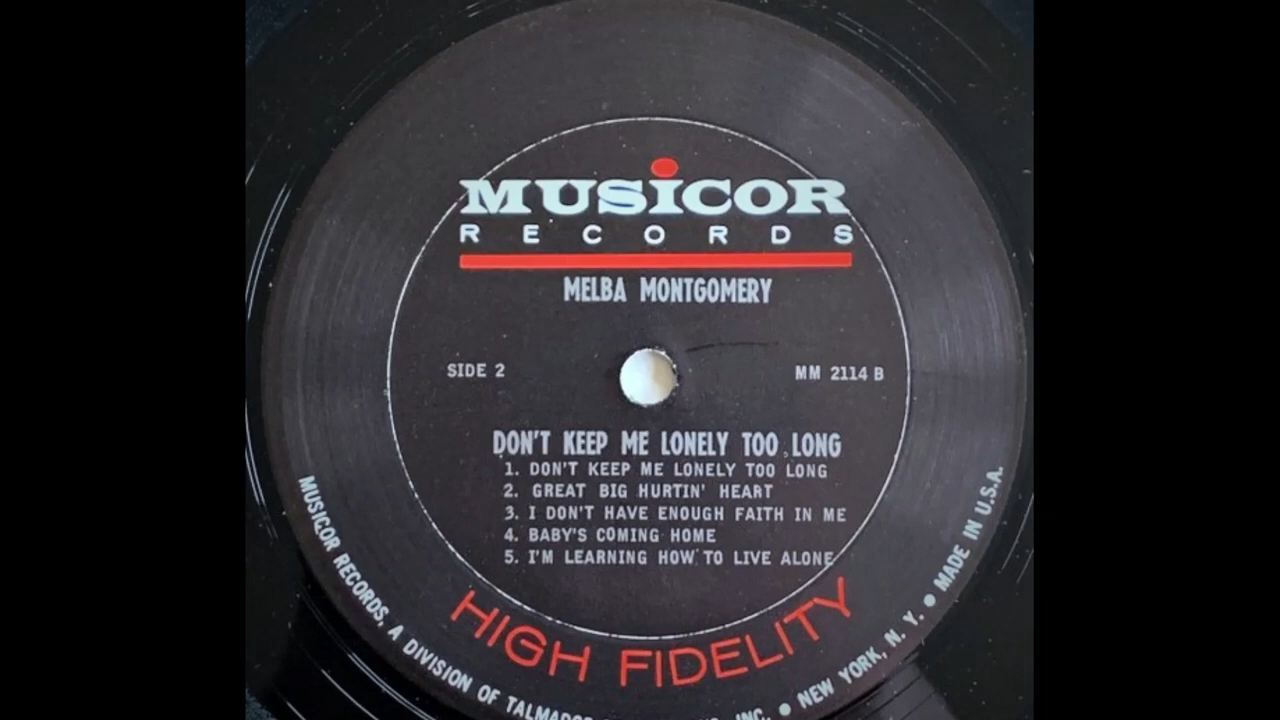 MUSICOR
RECORDS
MELBA MONTGOMERY
SIDE 2
MM 2114 B
DON'T KEEP ME LONELY TOO LONG
1. DON'T KEEP ME LONELY TOO LONG
2. GREAT BIG HURTIN' HEART
3. I DON'T HAVE ENOUGH FAITH IN ME
4. BABY'S COMING HOME
5. I'M LEARNING HOW TO LIVE ALONE
HIGH FIDELITY
MUSICOR RECORDS, A DIVISION OF INC. ● NEW YORK, N. Y. ● MADE IN U.S.A.